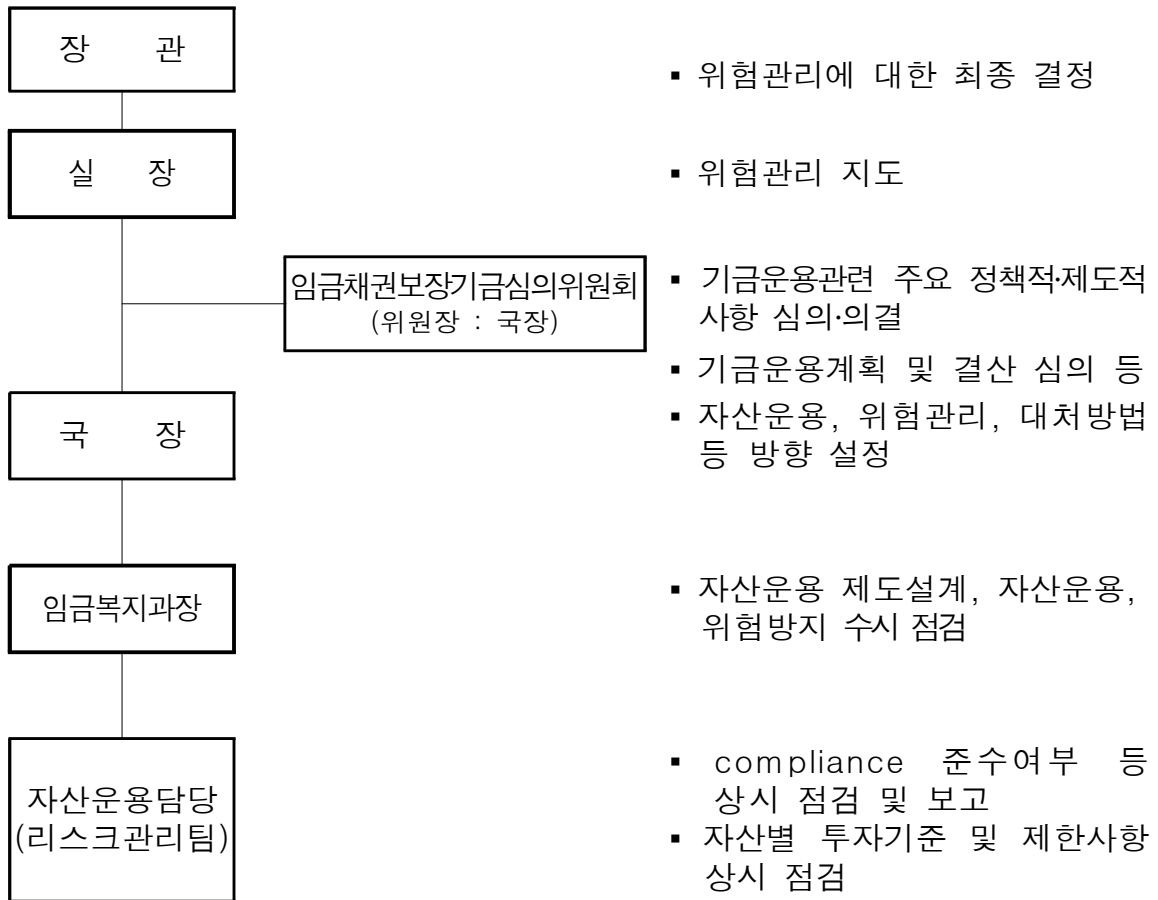 장 관
▪ 위험관리에 대한 최종 결정
실 장
▪ 위험관리 지도
임금채권보장기금심의위원회
(위원장 : 국장)
▪ 기금운용관련 주요 정책적·제도적
사항 심의·의결
▪ 기금운용계획 및 결산 심의 등
국 장
▪ 자산운용, 위험관리, 대처방법
등 방향 설정
임금복지과장
▪ 자산운용 제도설계, 자산운용,
위험방지 수시 점검
자산운용담당
(리스크관리팀)
▪ compliance 준수여부 등
상시 점검 및 보고
▪ 자산별 투자기준 및 제한사항
상시 점검